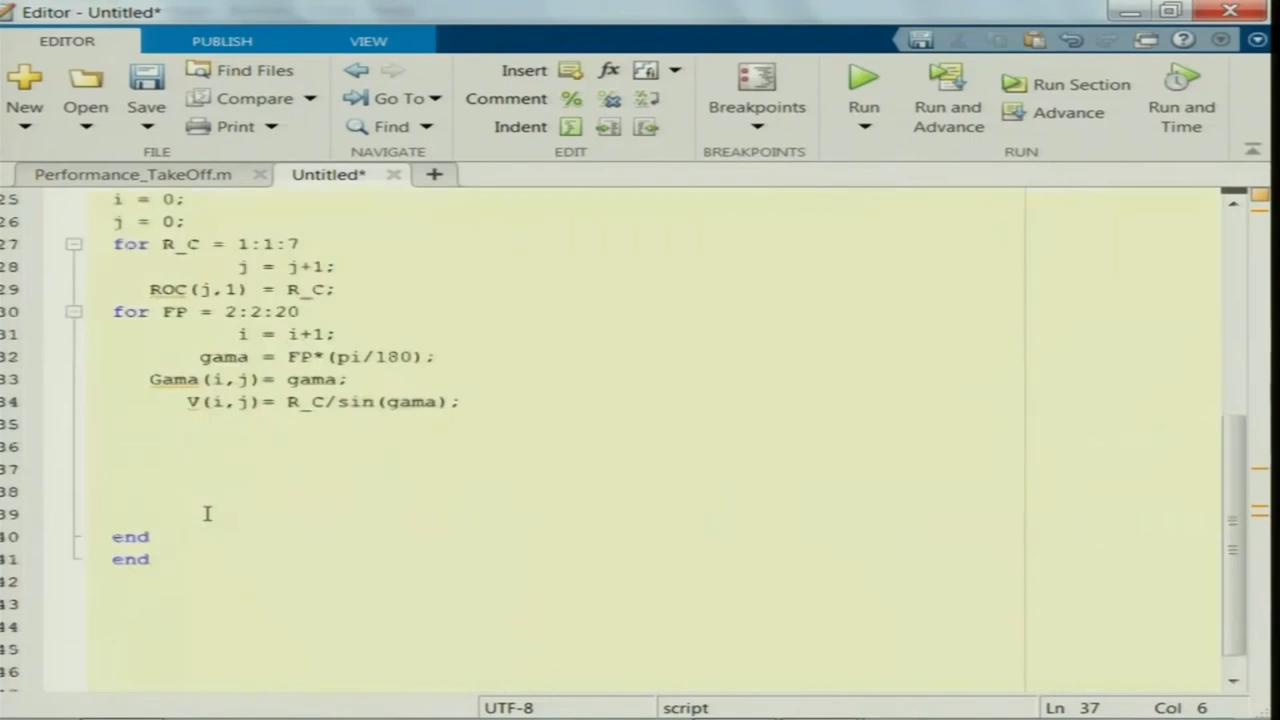 Editor - Untitled*
EDITOR PUBLISH VIEW
New Open Save Find Files Compare Print
Go To Find
Insert fx Comment Indent
Breakpoints
Run Run and Advance Run Section Advance Run and Time
FILE NAVIGATE EDIT BREAKPOINTS RUN
Performance_TakeOff.m Untitled*
25 i = 0;
26 j = 0;
27 for R_C = 1:1:7
28 j = j+1;
29 ROC(j,1) = R_C;
30 for FP = 2:2:20
31 i = i+1;
32 gama = FP*(pi/180);
33 Gama(i,j)= gama;
34 V(i,j)= R_C/sin(gama);
35
36
37
38
39
40 end
41 end
42
43
44
45
46
UTF-8 script Ln 37 Col 6